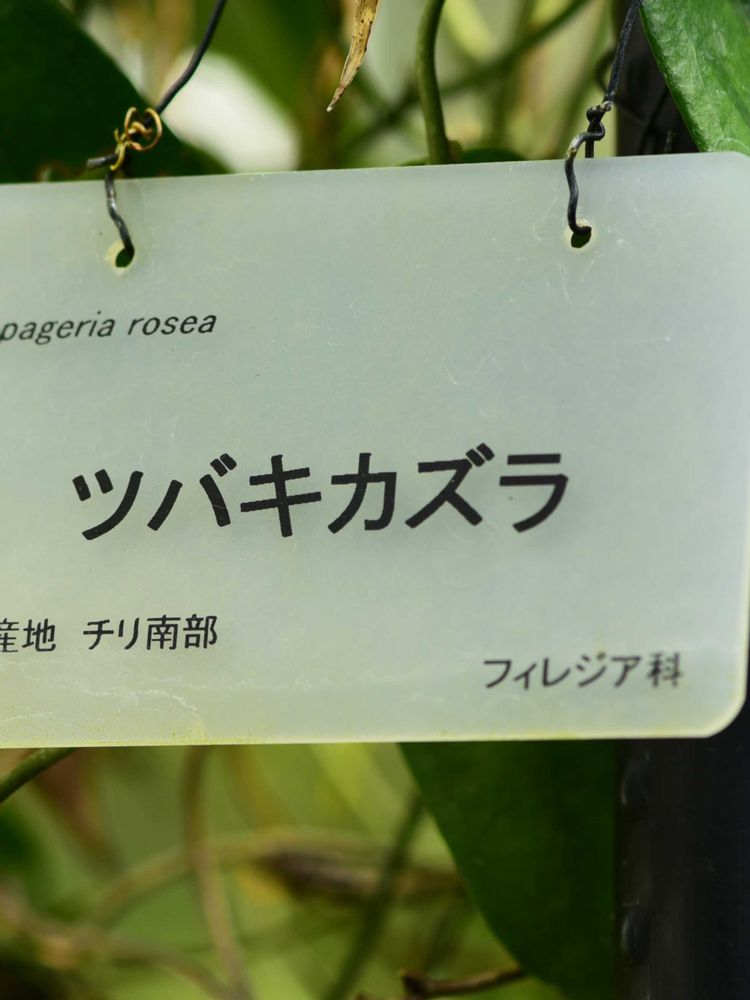 pageria rosea
ツバキカズラ
産地 チリ南部
フィレジア科